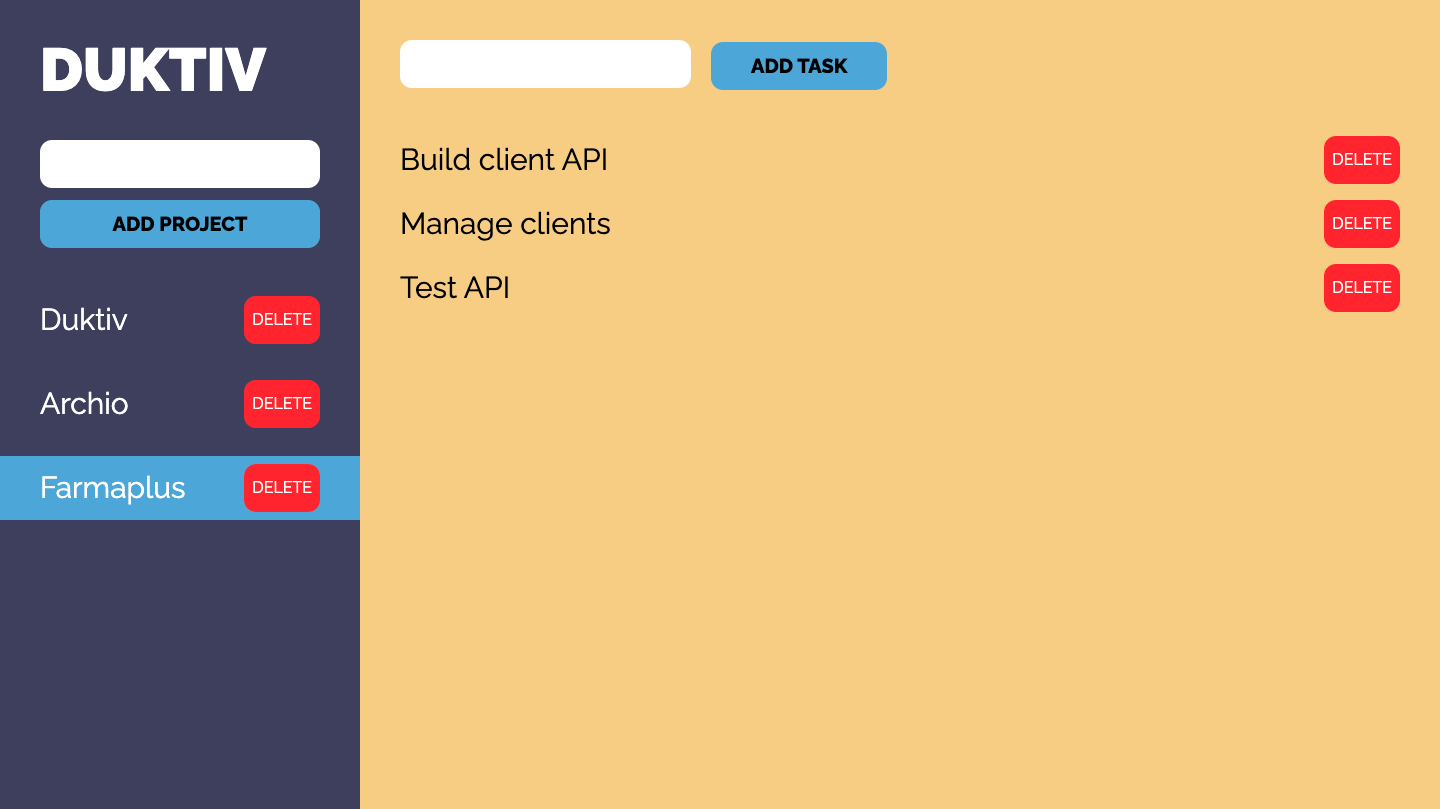 DUKTIV
ADD PROJECT
Duktiv DELETE
Archio DELETE
Farmaplus DELETE
ADD TASK
Build client API DELETE
Manage clients DELETE
Test API DELETE